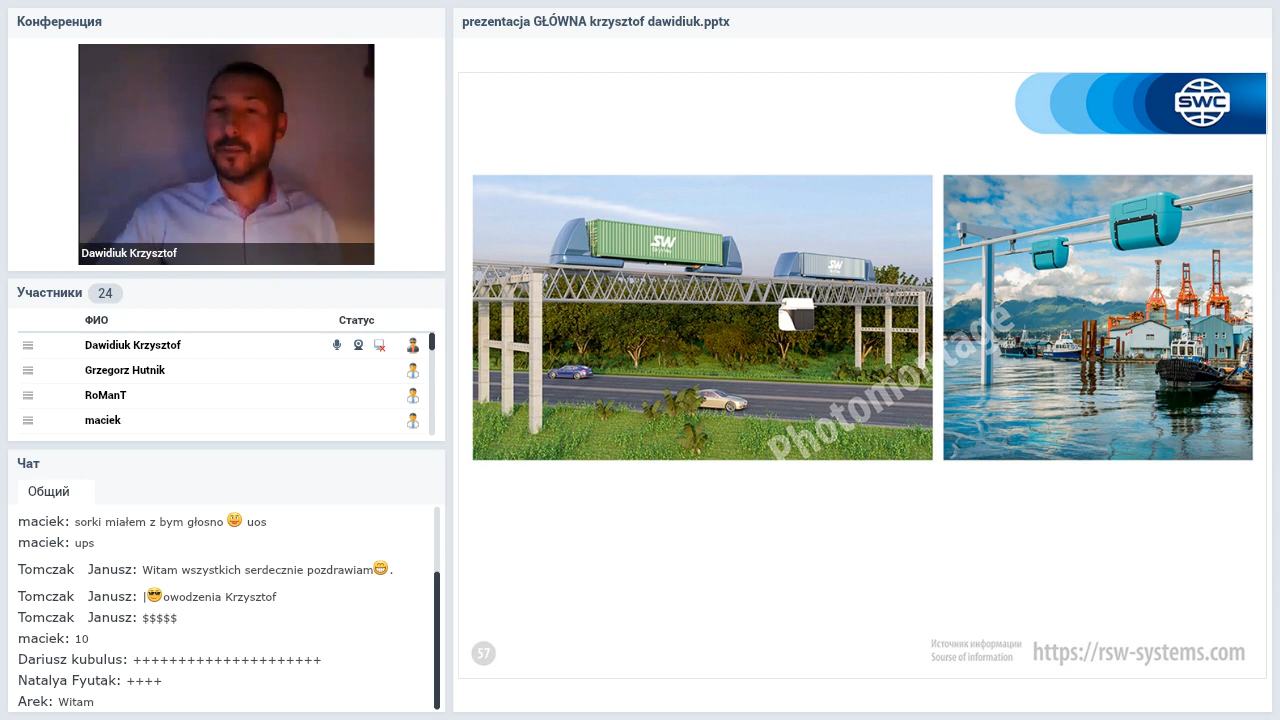 Конференция
Dawidiuk Krzysztof
Участники 24
ФИО Статус
Dawidiuk Krzysztof
Grzegorz Hutnik
RoManT
maciek
Чат
Общий
maciek: sorki miałem z bym głosno uos
maciek: ups
Tomczak Janusz: Witam wszystkich serdecznie pozdrawiam .
Tomczak Janusz: | owodzenia Krzysztof
Tomczak Janusz: $$$$$
maciek: 10
Dariusz kubulus: +++++++++++++++++++++
Natalya Fyutak: ++++
Arek: Witam
prezentacja GŁÓWNA krzysztof dawidiuk.pptx
SWC
SW
SW
Photomontage
57
Источник информации
Sourse of information
https://rsw-systems.com